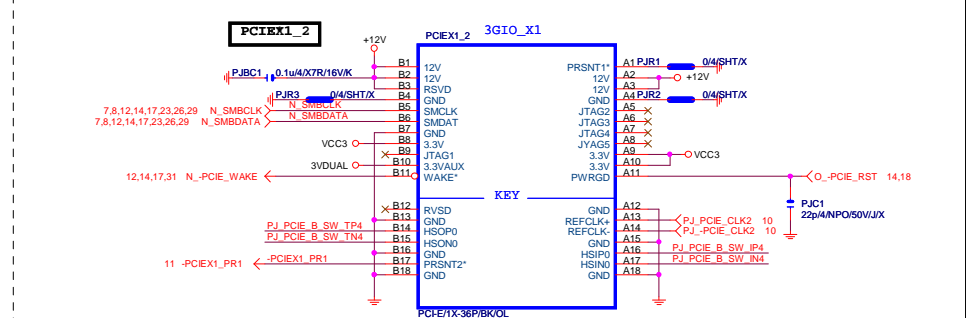 PCIEX1_2
3GIO_X1
PCIEX1_2
+12V
B1 12V PRSNT1* A1 PJR1 0/4/SHT/X
PJBC1 0.1u/4/X7R/16V/K B2 12V 12V A2 +12V
B3 RSVD 12V A3
PJR3 0/4/SHT/X B4 GND GND A4 PJR2 0/4/SHT/X
7,8,12,14,17,23,26,29 N_SMBCLK N_SMBCLK B5 SMCLK JTAG2 A5
7,8,12,14,17,23,26,29 N_SMBDATA N_SMBDATA B6 SMDAT JTAG3 A6
B7 GND JTAG4 A7
VCC3 B8 3.3V JYAG5 A8
B9 JTAG1 3.3V A9 VCC3
3VDUAL B10 3.3VAUX 3.3V A10
12,14,17,31 N_-PCIE_WAKE B11 WAKE* PWRGD A11 O_-PCIE_RST 14,18
KEY
PJC1
22p/4/NPO/50V/J/X
B12 RVSD GND A12
B13 GND REFCLK+ A13 PJ_PCIE_CLK2 10
PJ_PCIE_B_SW_TP4 B14 HSOP0 REFCLK- A14 PJ_-PCIE_CLK2 10
PJ_PCIE_B_SW_TN4 B15 HSON0 GND A15
B16 GND HSIP0 A16 PJ_PCIE_B_SW_IP4
11 -PCIEX1_PR1 -PCIEX1_PR1 B17 PRSNT2* HSIN0 A17 PJ_PCIE_B_SW_IN4
B18 GND GND A18
PCI-E/1X-36P/BK/OL